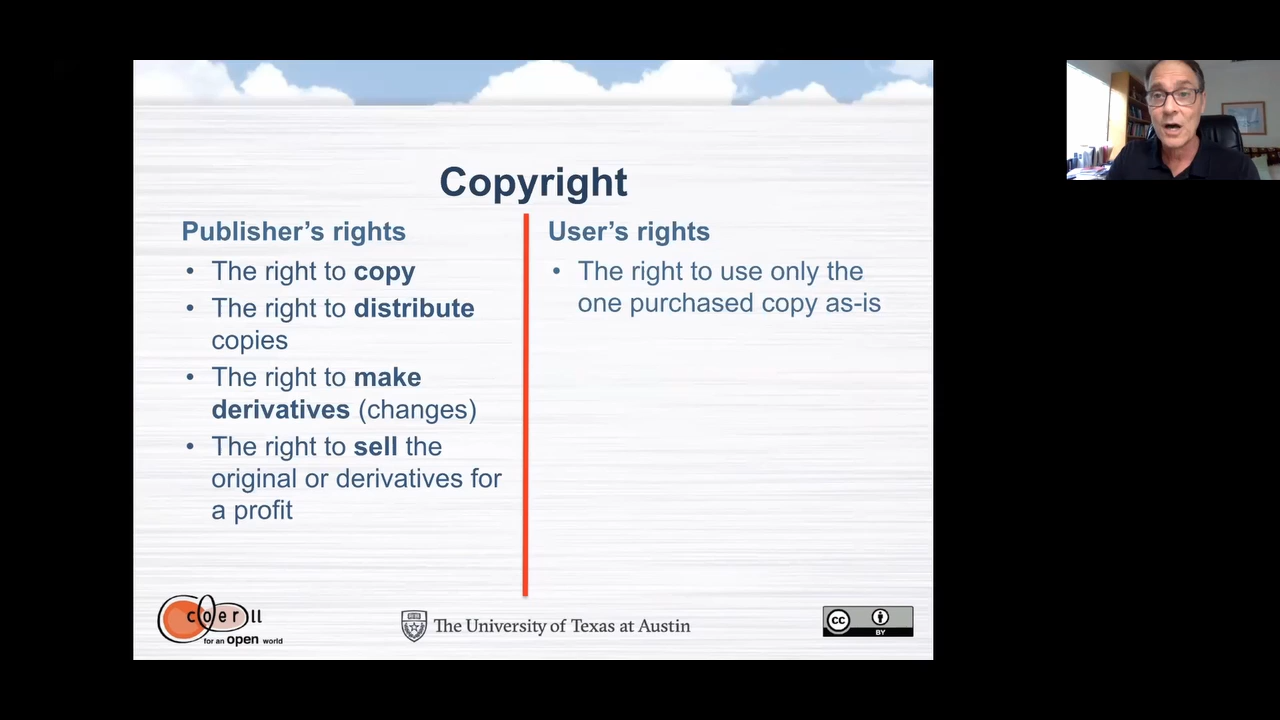 Copyright
Publisher’s rights
• The right to copy
• The right to distribute
copies
• The right to make
derivatives (changes)
• The right to sell the
original or derivatives for
a profit
User’s rights
• The right to use only the
one purchased copy as-is
coerll
for an open world
The University of Texas at Austin
cc
BY